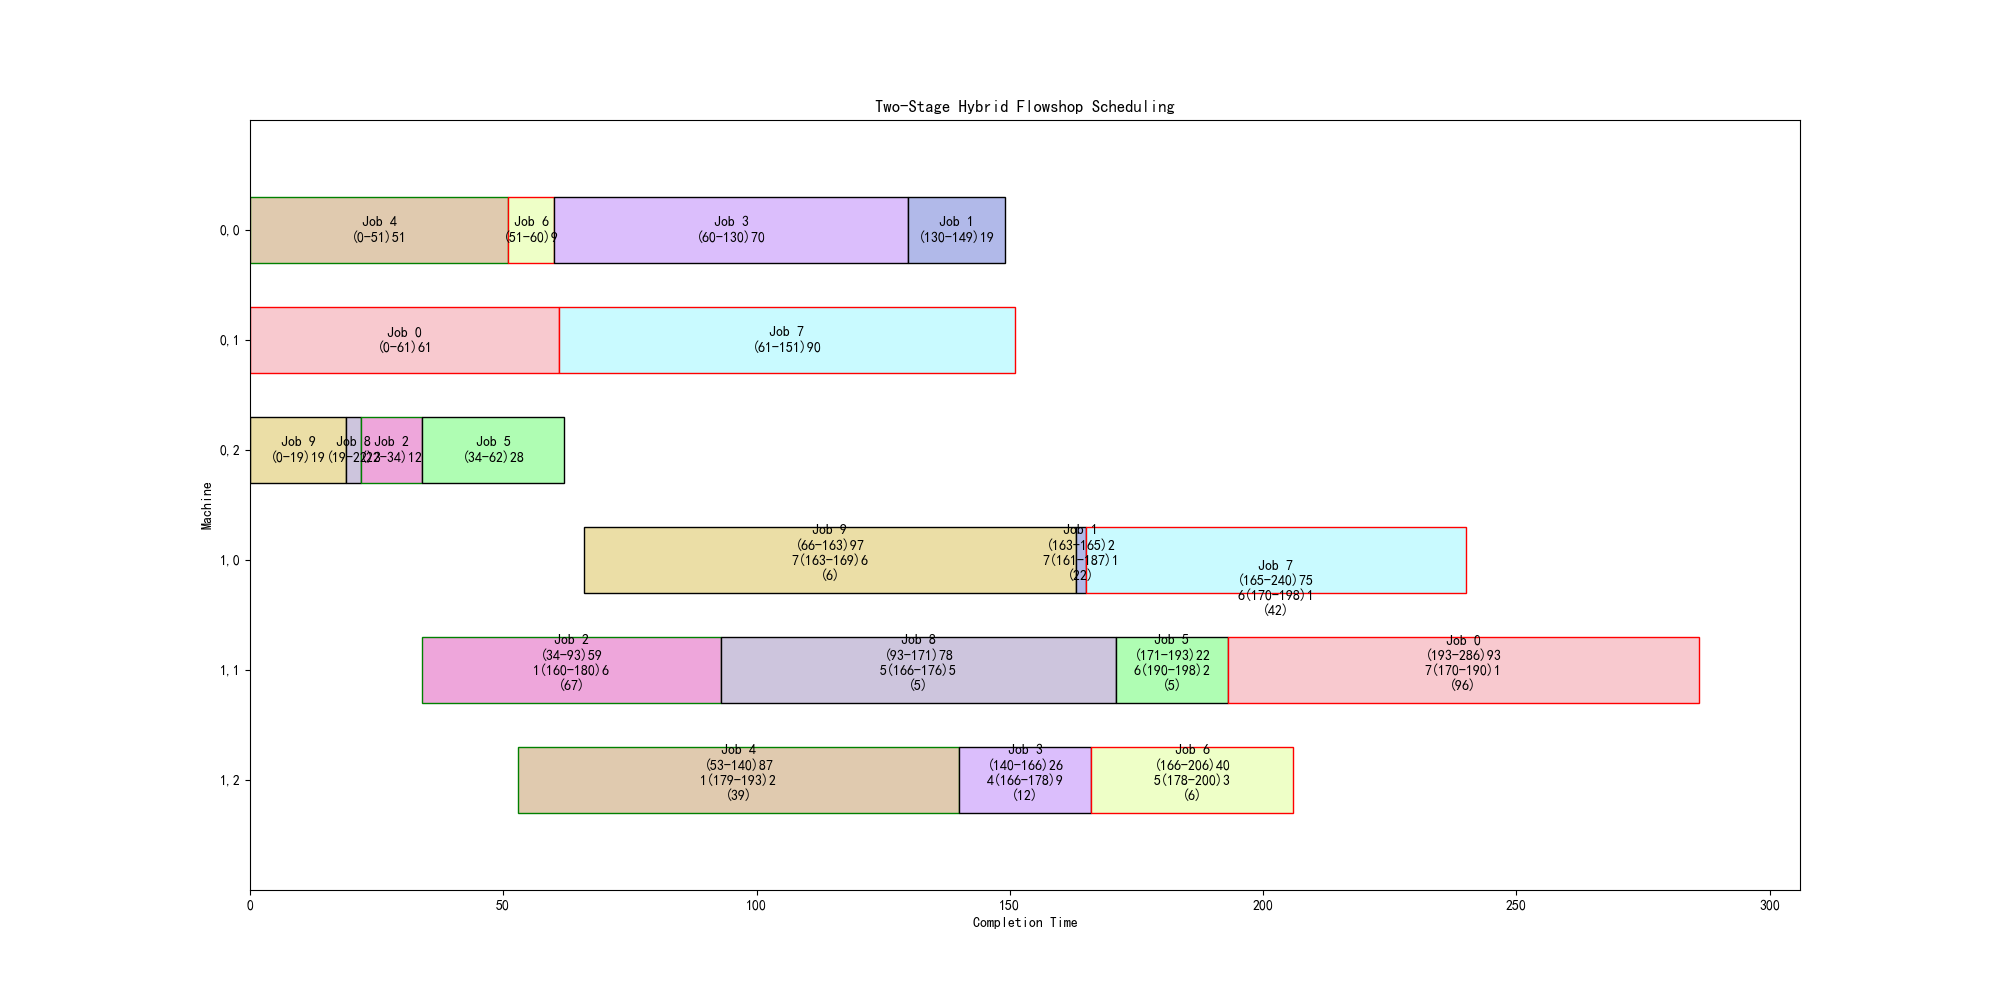 Two-Stage Hybrid Flowshop Scheduling
0,0
Job 4
(0-51)51
Job 6
(51-60)9
Job 3
(60-130)70
Job 1
(130-149)19
0,1
Job 0
(0-61)61
Job 7
(61-151)90
0,2
Job 9
(0-19)19
Job 8
(19-22)3
Job 2
(22-34)12
Job 5
(34-62)28
Machine
1,0
Job 9
(66-163)97
7(163-169)6
(6)
Job 1
(163-165)2
7(161-187)1
(22)
Job 7
(165-240)75
6(170-198)1
(42)
1,1
Job 2
(34-93)59
1(160-180)6
(67)
Job 8
(93-171)78
5(166-176)5
(5)
Job 5
(171-193)22
6(190-198)2
(5)
Job 0
(193-286)93
7(170-190)1
(96)
1,2
Job 4
(53-140)87
1(179-193)2
(39)
Job 3
(140-166)26
4(166-178)9
(12)
Job 6
(166-206)40
5(178-200)3
(6)
0 50 100 150 200 250 300
Completion Time